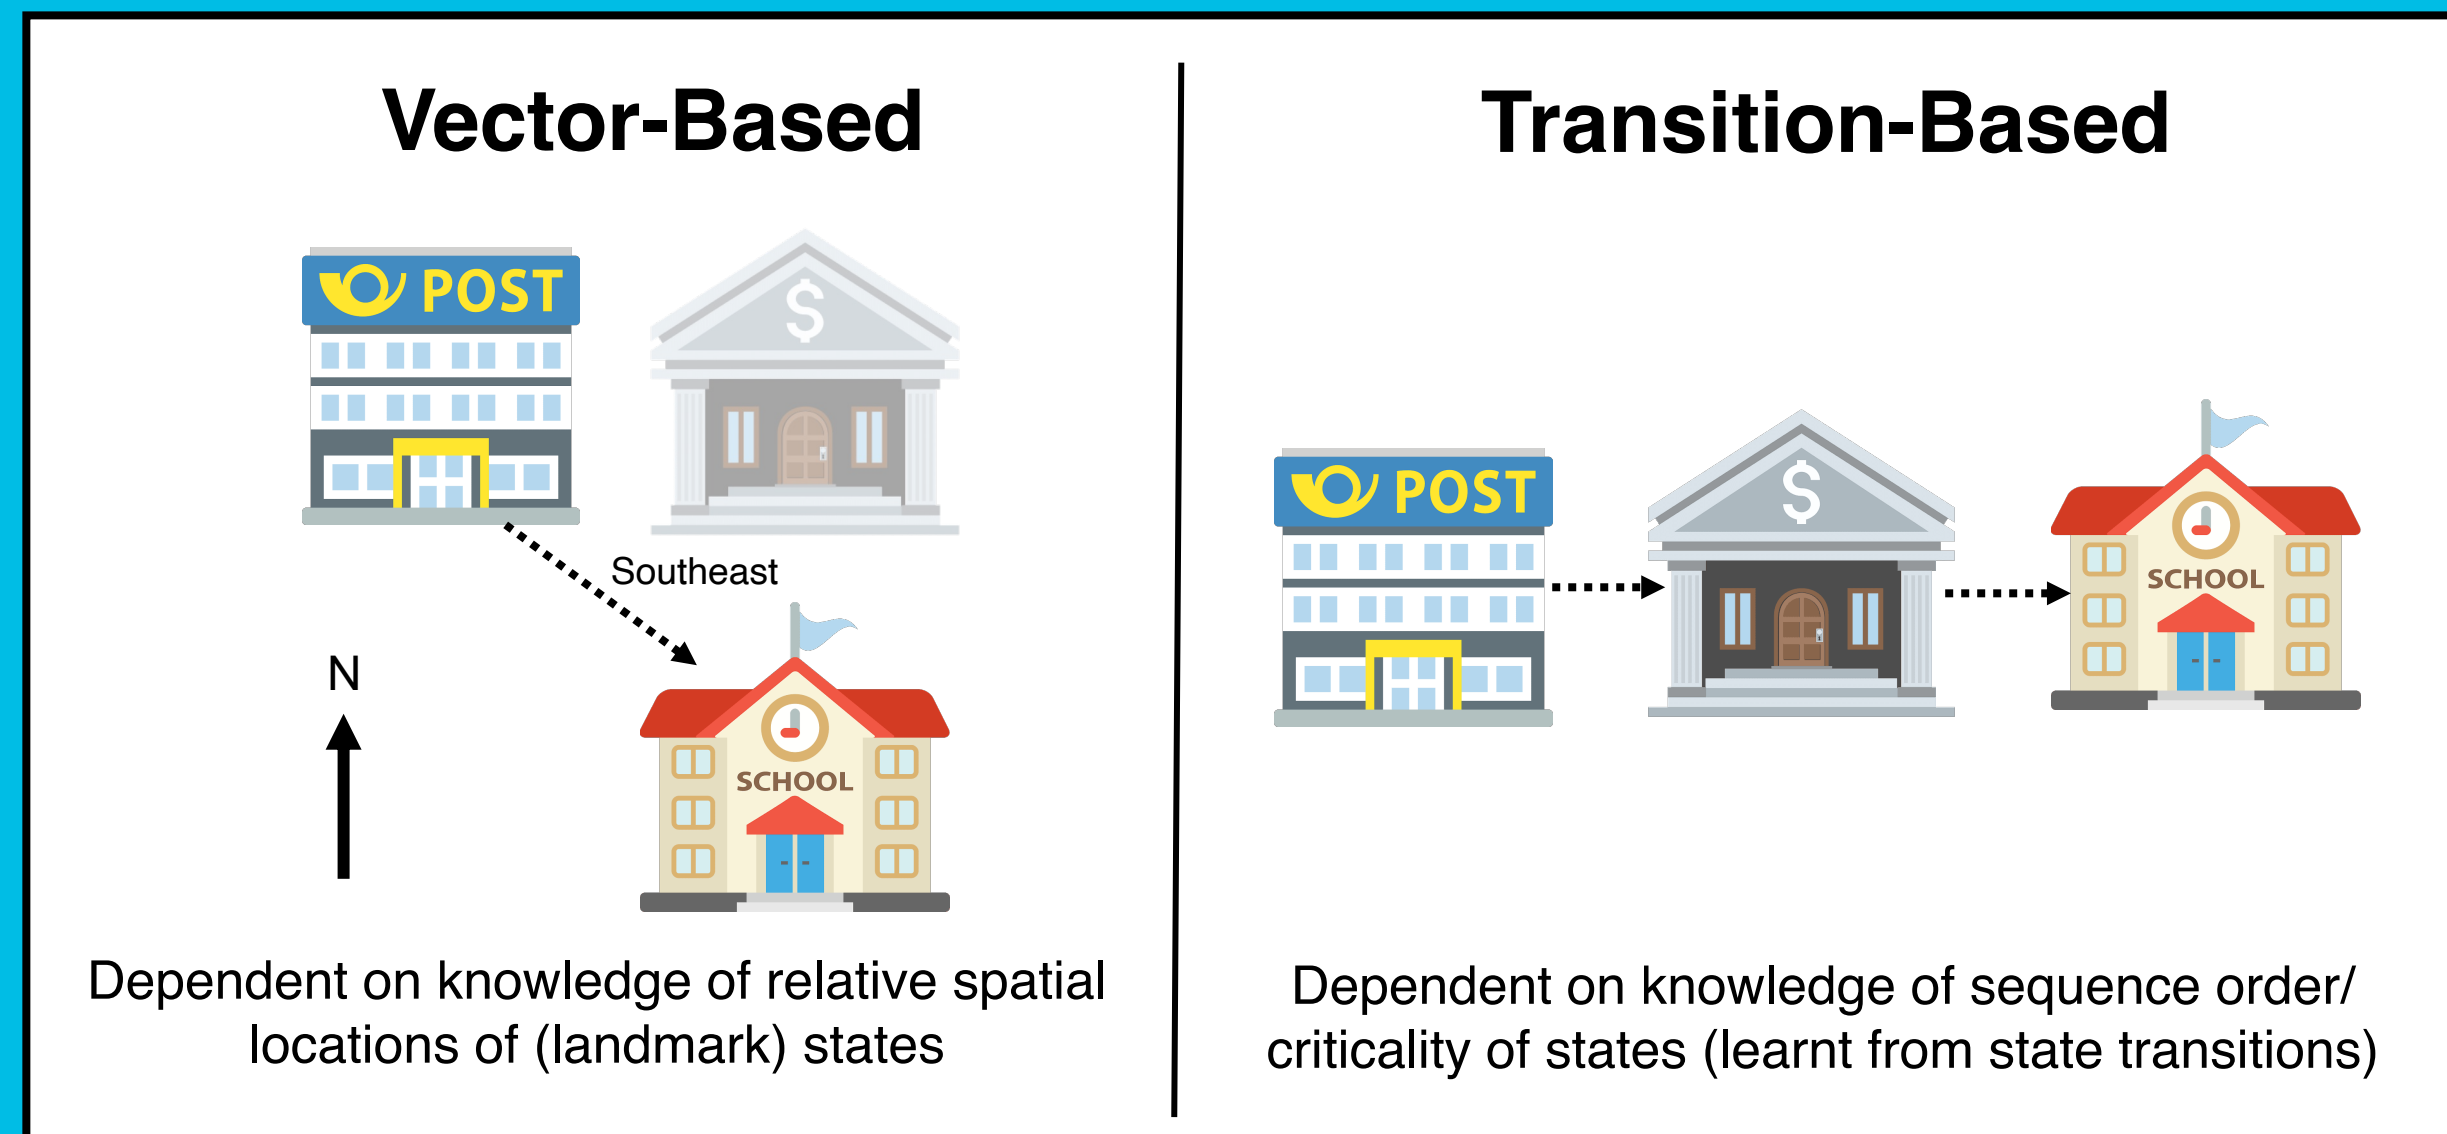 Vector-Based
POST
$
Southeast
N
SCHOOL
Dependent on knowledge of relative spatial
locations of (landmark) states
Transition-Based
POST
$
SCHOOL
Dependent on knowledge of sequence order/
criticality of states (learnt from state transitions)